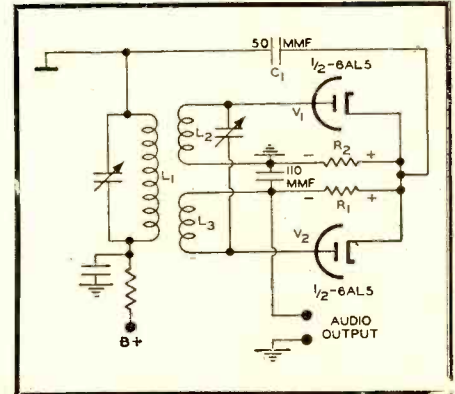 50 MMF
C1
1/2-6AL5
V1
L2
R2
- +
L1
110
MMF
- +
R1
L3
V2
1/2-6AL5
AUDIO
OUTPUT
B+